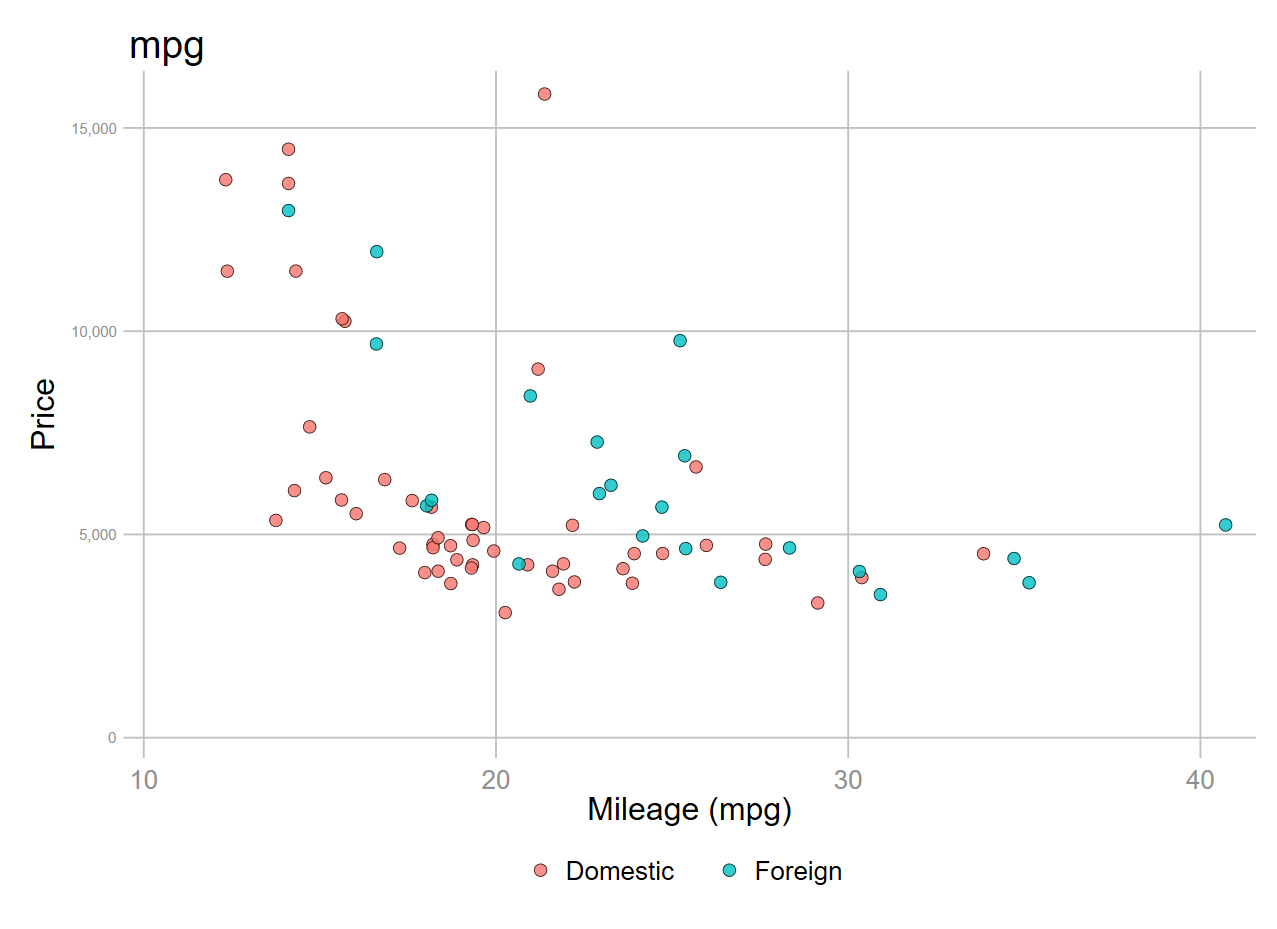 mpg
15,000
10,000
5,000
0
Price
10 20 30 40
Mileage (mpg)
Domestic Foreign